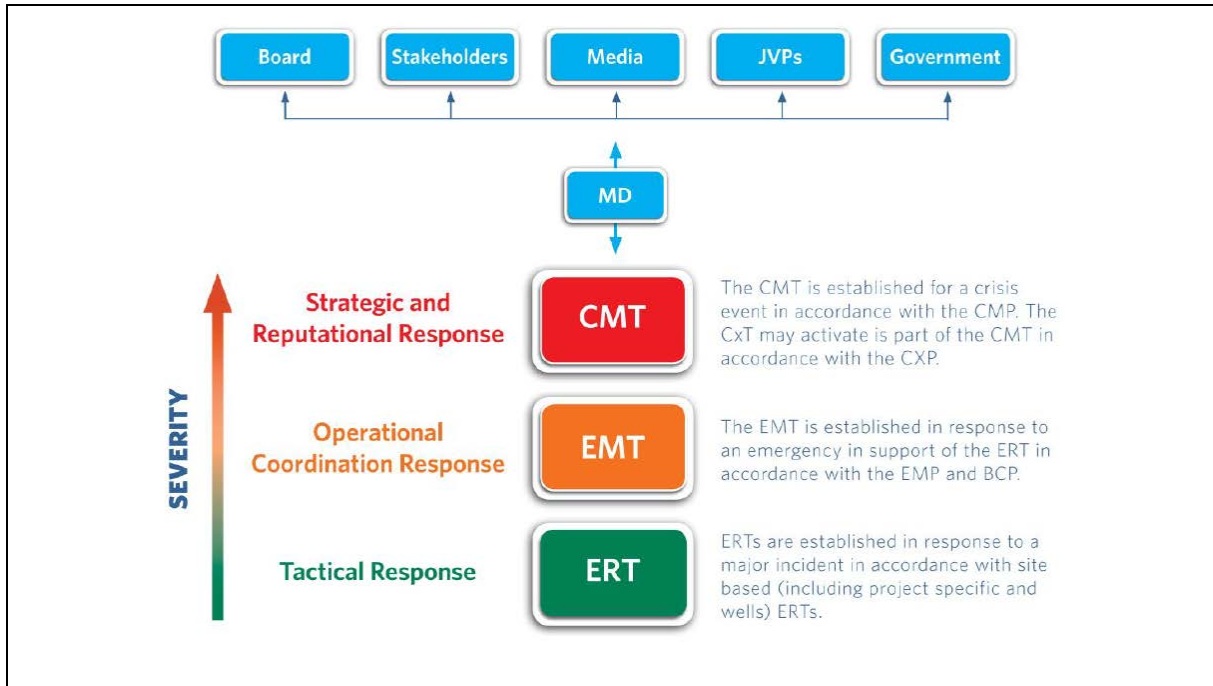 Board
Stakeholders
Media
JVPs
Government
MD
SEVERITY
Strategic and
Reputational Response
CMT
The CMT is established for a crisis
event in accordance with the CMP. The
CxT may activate is part of the CMT in
accordance with the CXP.
Operational
Coordination Response
EMT
The EMT is established in response to
an emergency in support of the ERT in
accordance with the EMP and BCP.
Tactical Response
ERT
ERTs are established in response to a
major incident in accordance with site
based (including project specific and
wells) ERTs.